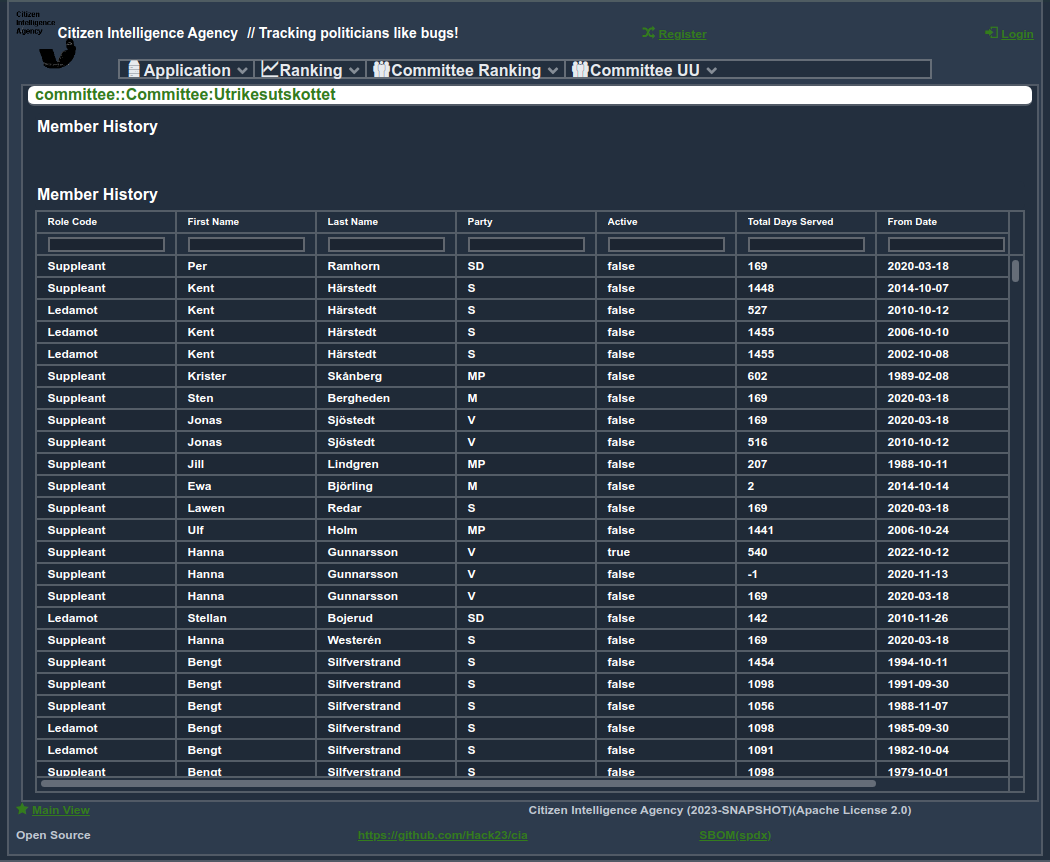 Citizen
Intelligence
Agency
Citizen Intelligence Agency // Tracking politicians like bugs!
Register
Login
Application Ranking Committee Ranking Committee UU
committee::Committee:Utrikesutskottet
Member History
Member History
Role Code First Name Last Name Party Active Total Days Served From Date
Suppleant Per Ramhorn SD false 169 2020-03-18
Suppleant Kent Härstedt S false 1448 2014-10-07
Ledamot Kent Härstedt S false 527 2010-10-12
Ledamot Kent Härstedt S false 1455 2006-10-10
Ledamot Kent Härstedt S false 1455 2002-10-08
Suppleant Krister Skånberg MP false 602 1989-02-08
Suppleant Sten Bergheden M false 169 2020-03-18
Suppleant Jonas Sjöstedt V false 169 2020-03-18
Suppleant Jonas Sjöstedt V false 516 2010-10-12
Suppleant Jill Lindgren MP false 207 1988-10-11
Suppleant Ewa Björling M false 2 2014-10-14
Suppleant Lawen Redar S false 169 2020-03-18
Suppleant Ulf Holm MP false 1441 2006-10-24
Suppleant Hanna Gunnarsson V true 540 2022-10-12
Suppleant Hanna Gunnarsson V false -1 2020-11-13
Suppleant Hanna Gunnarsson V false 169 2020-03-18
Ledamot Stellan Bojerud SD false 142 2010-11-26
Suppleant Hanna Westerén S false 169 2020-03-18
Suppleant Bengt Silfverstrand S false 1454 1994-10-11
Suppleant Bengt Silfverstrand S false 1098 1991-09-30
Suppleant Bengt Silfverstrand S false 1056 1988-11-07
Ledamot Bengt Silfverstrand S false 1098 1985-09-30
Ledamot Bengt Silfverstrand S false 1091 1982-10-04
Suppleant Bengt Silfverstrand S false 1098 1979-10-01
Main View
Citizen Intelligence Agency (2023-SNAPSHOT)(Apache License 2.0)
Open Source
https://github.com/Hack23/cia
SBOM(spdx)